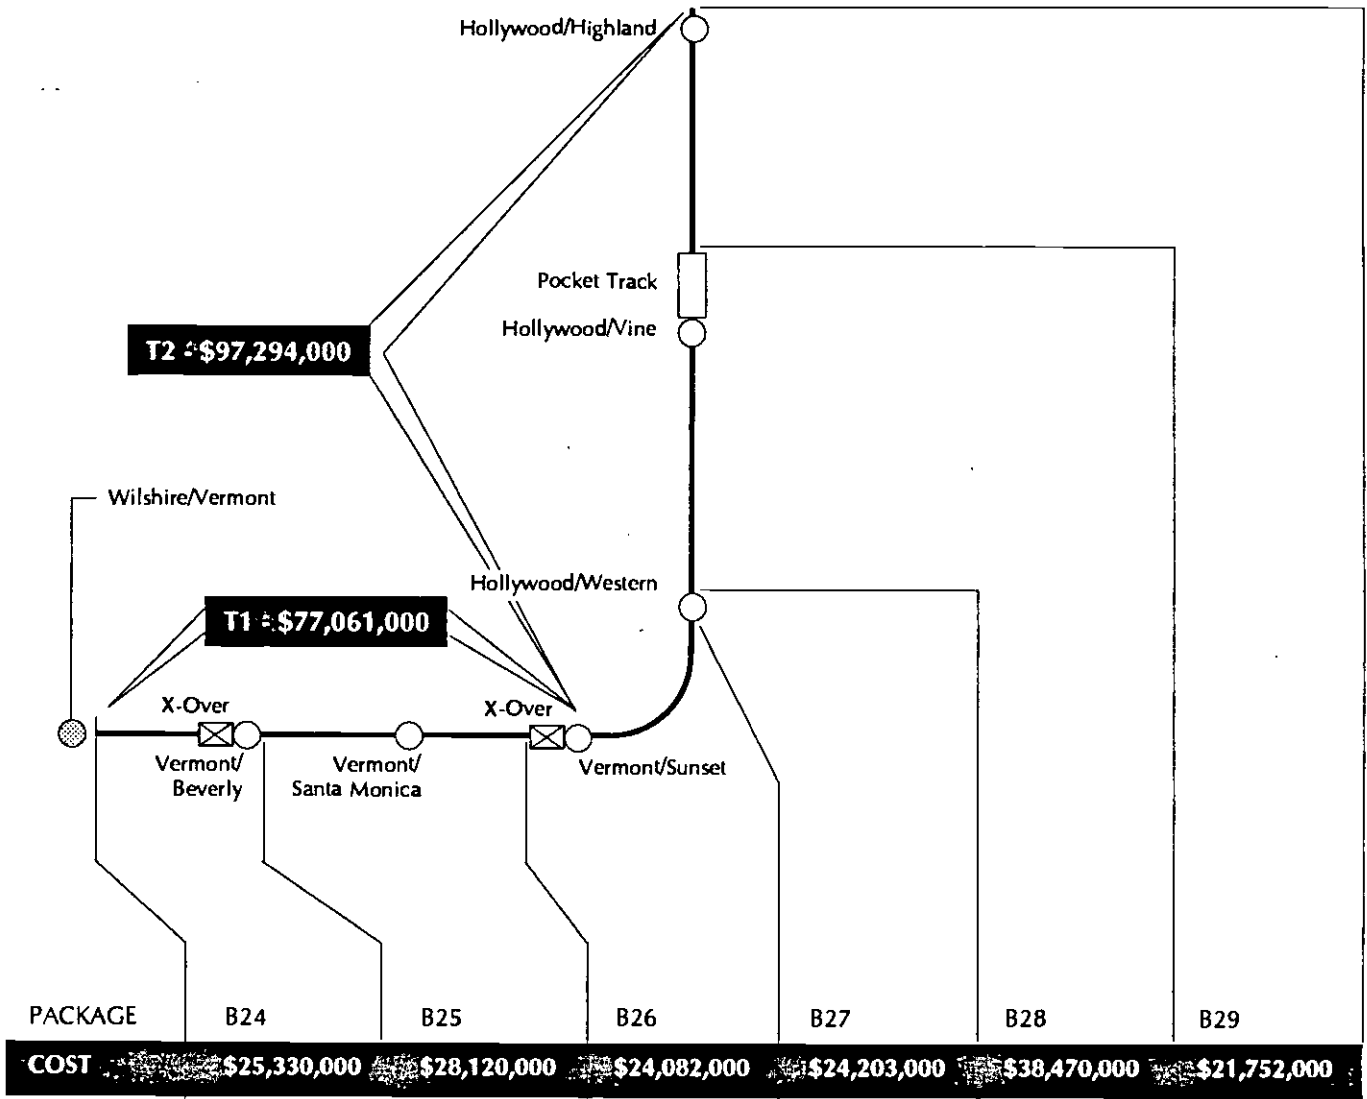 Hollywood/Highland
Pocket Track
Hollywood/Vine
T2 = $97,294,000
Wilshire/Vermont
Hollywood/Western
T1 = $77,061,000
X-Over
X-Over
Vermont/
Beverly
Vermont/
Santa Monica
Vermont/Sunset
PACKAGE B24 B25 B26 B27 B28 B29
COST $25,330,000 $28,120,000 $24,082,000 $24,203,000 $38,470,000 $21,752,000